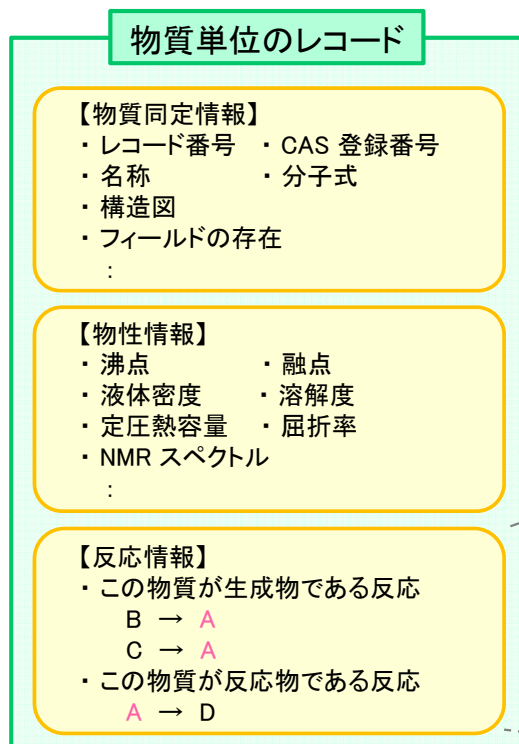 物質単位のレコード
【物質同定情報】
・ レコード番号 ・ CAS 登録番号
・ 名称 ・ 分子式
・ 構造図
・ フィールドの存在
:
【物性情報】
・ 沸点 ・ 融点
・ 液体密度 ・ 溶解度
・ 定圧熱容量 ・ 屈折率
・ NMR スペクトル
:
【反応情報】
・ この物質が生成物である反応
B → A
C → A
・ この物質が反応物である反応
A → D